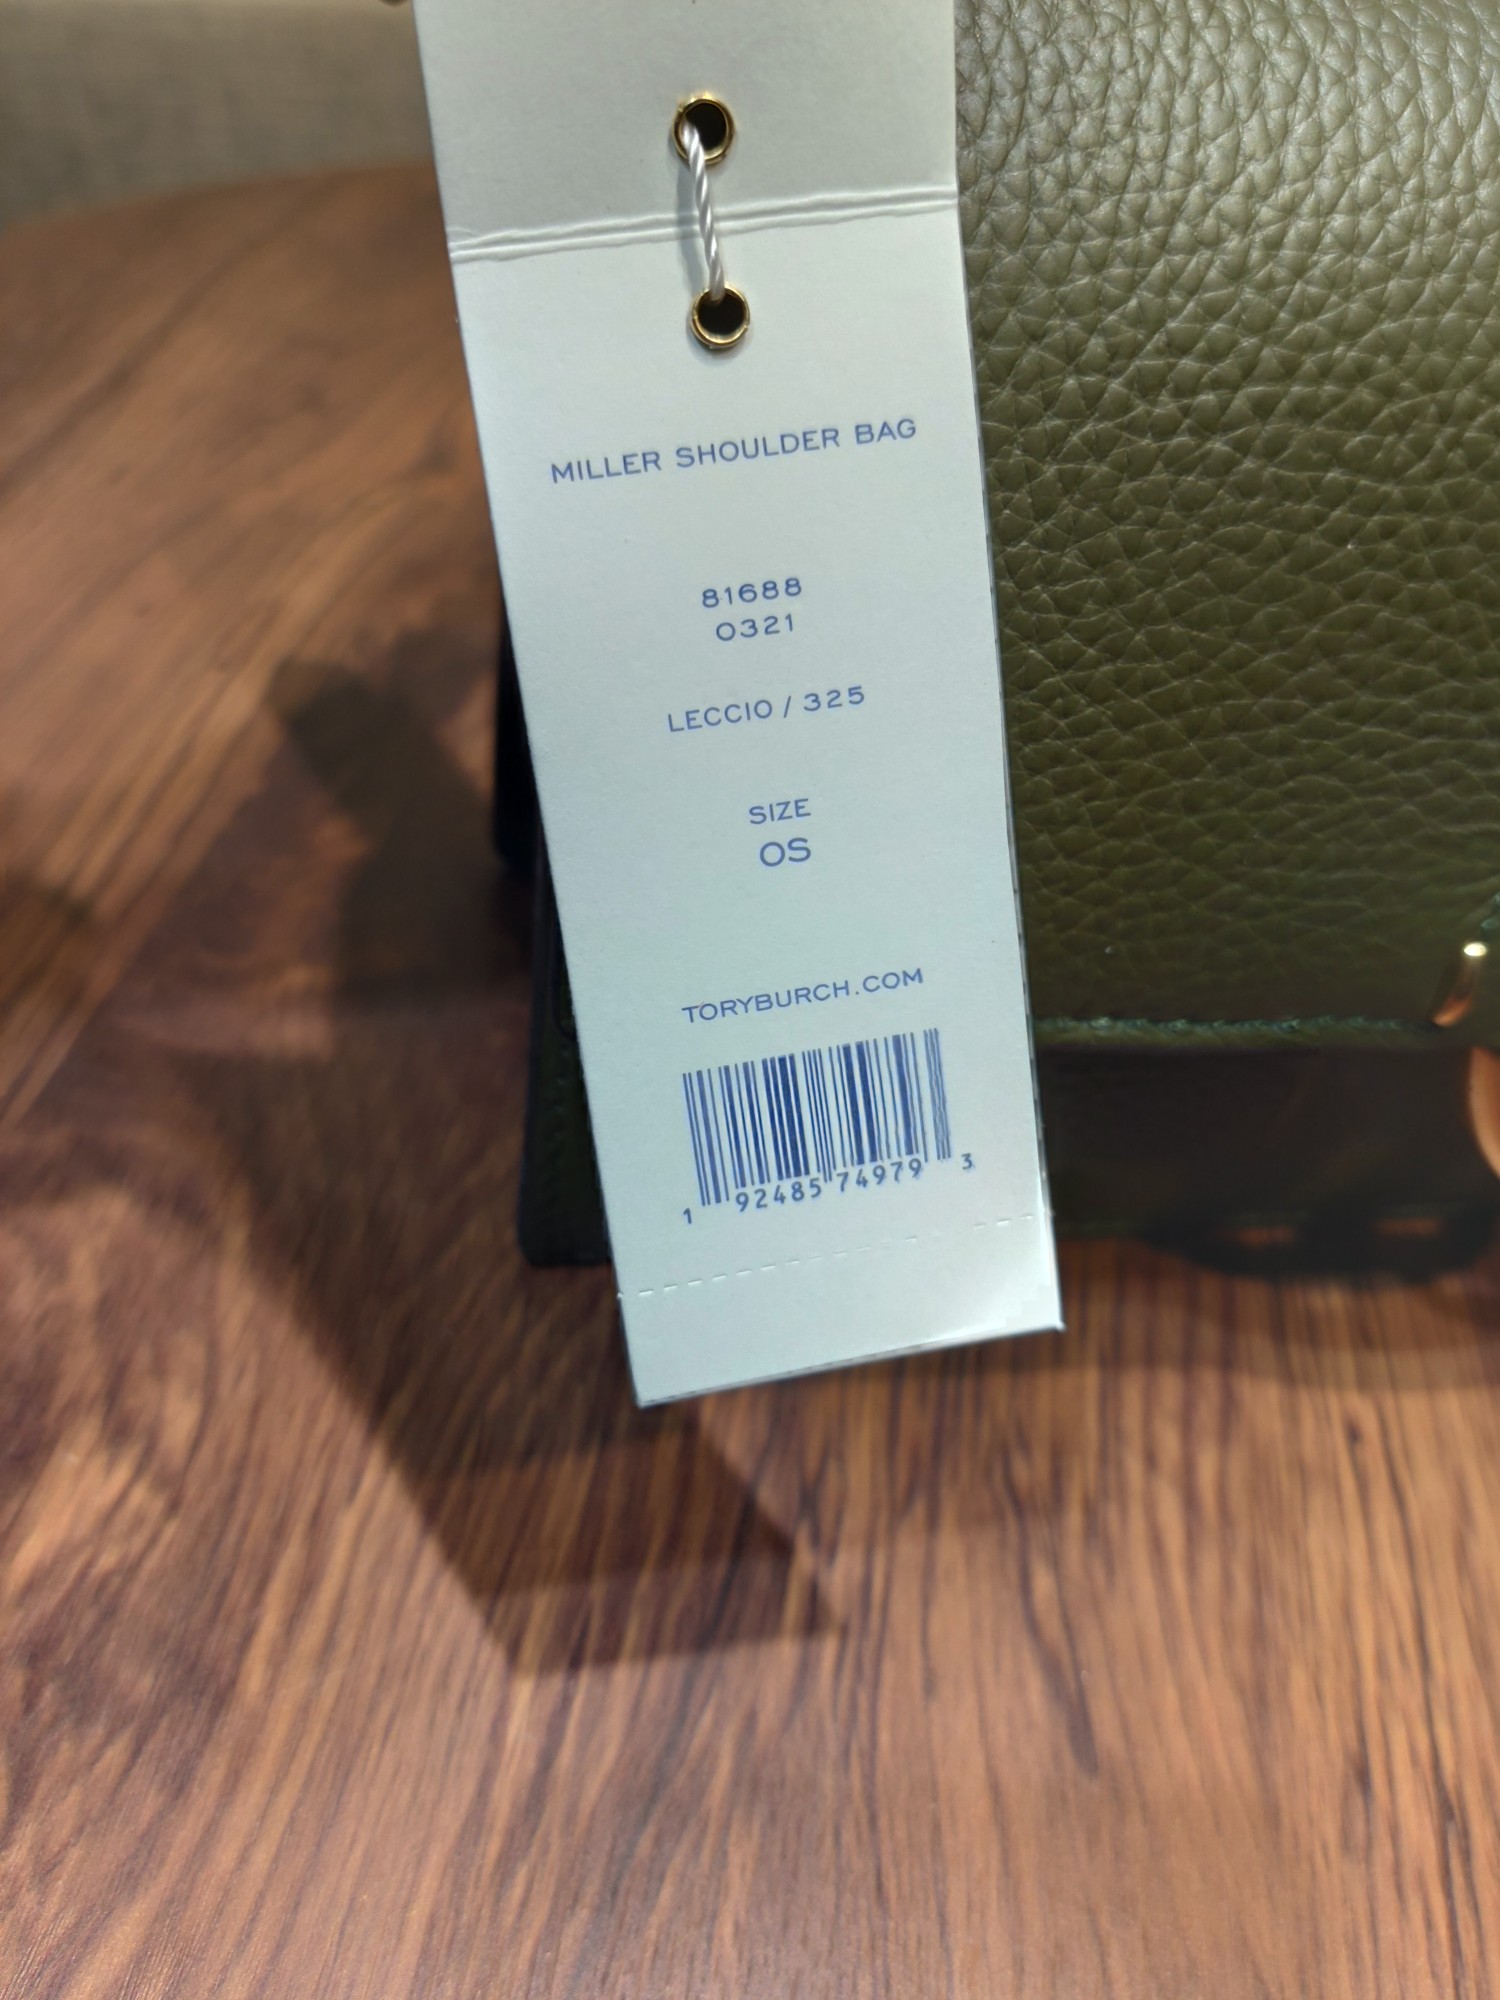 MILLER SHOULDER BAG
81688
0321
LECCIO / 325
SIZE
OS
TORYBURCH.COM
1 92485 74979 3